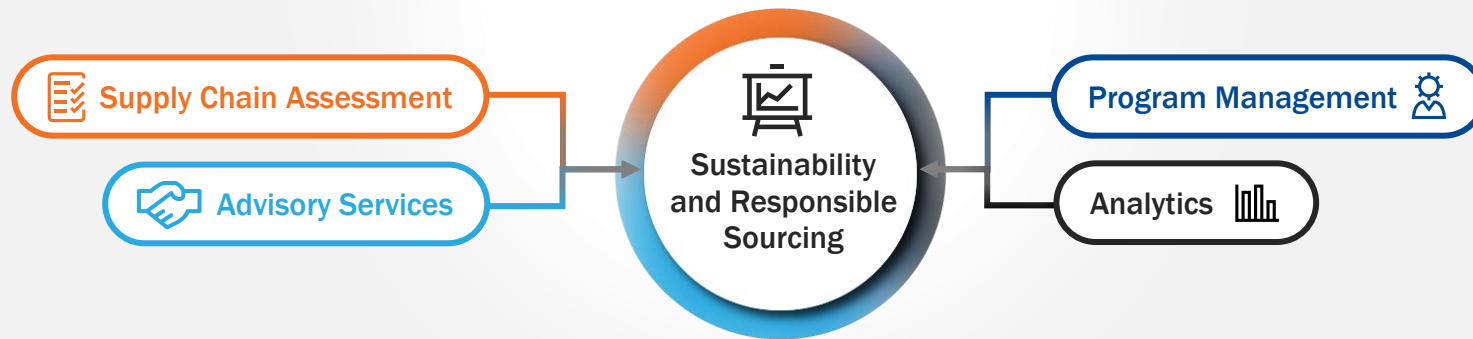 Supply Chain Assessment
Advisory Services
Sustainability
and Responsible
Sourcing
Program Management
Analytics